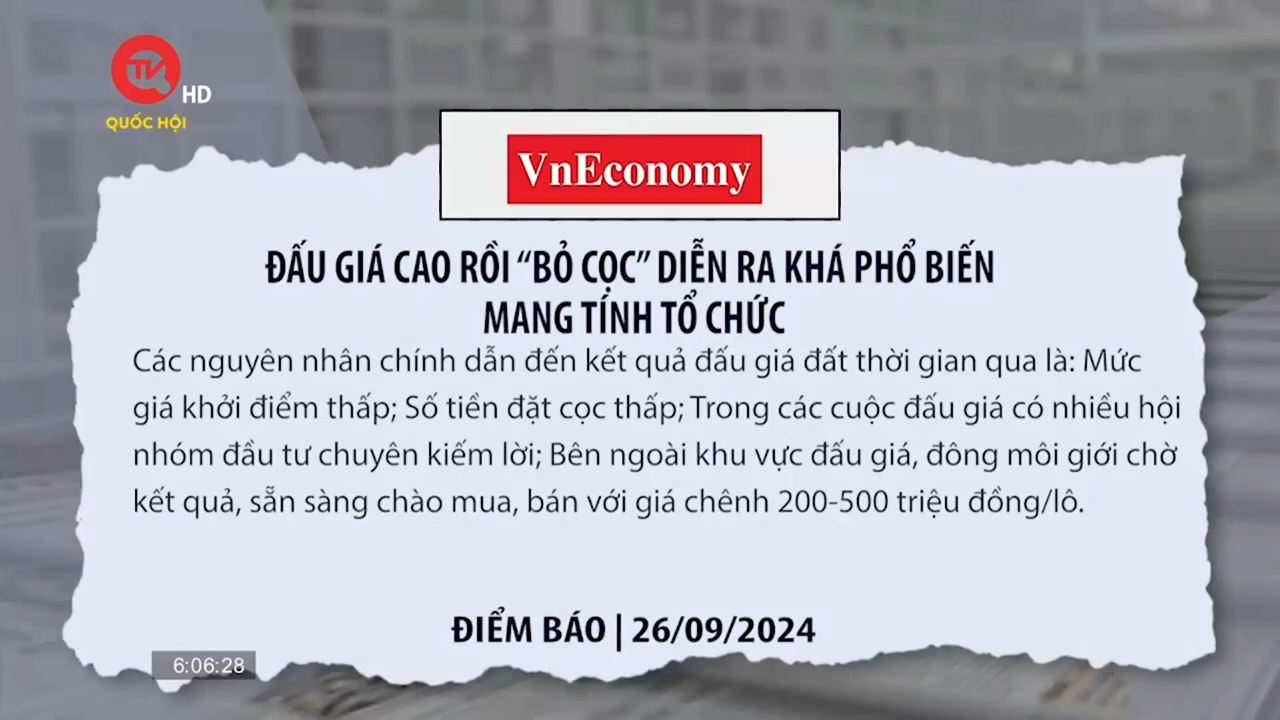 TV HD
QUỐC HỘI
VnEconomy
ĐẤU GIÁ CAO RỒI “BỎ CỌC” DIỄN RA KHÁ PHỔ BIẾN
MANG TÍNH TỔ CHỨC
Các nguyên nhân chính dẫn đến kết quả đấu giá đất thời gian qua là: Mức
giá khởi điểm thấp; Số tiền đặt cọc thấp; Trong các cuộc đấu giá có nhiều hội
nhóm đầu tư chuyên kiếm lời; Bên ngoài khu vực đấu giá, đông môi giới chờ
kết quả, sẵn sàng chào mua, bán với giá chênh 200-500 triệu đồng/lô.
ĐIỂM BÁO | 26/09/2024
6:06:28